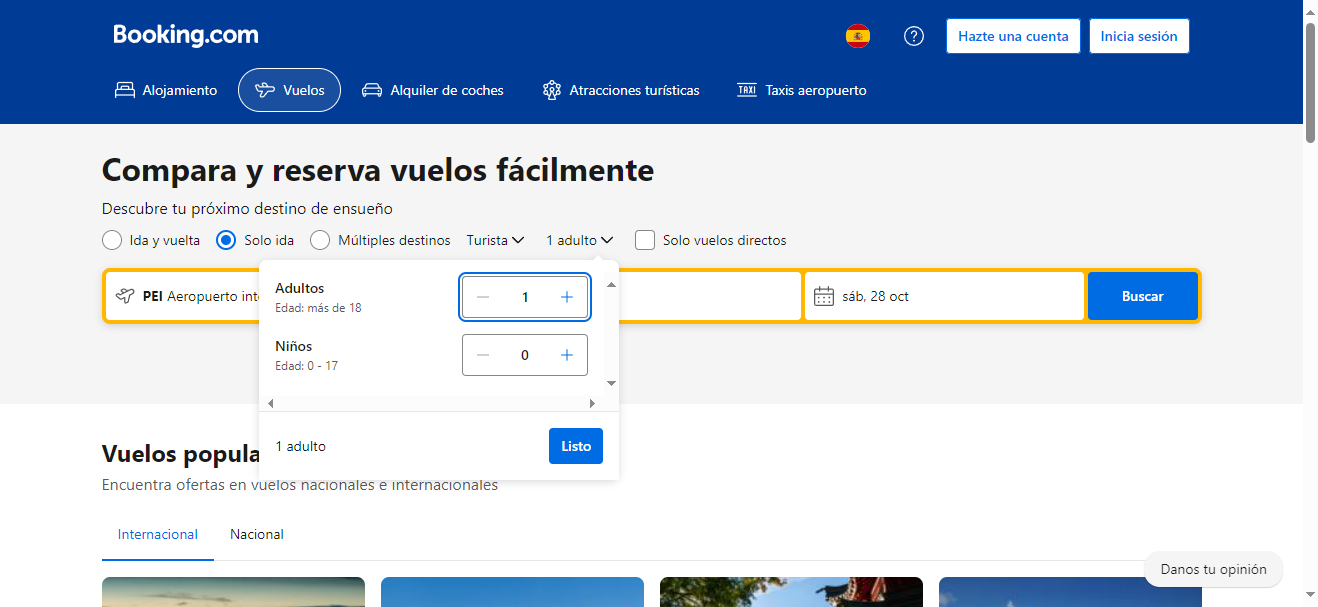 Booking.com
Hazte una cuenta
Inicia sesión
Alojamiento
Vuelos
Alquiler de coches
Atracciones turísticas
TAXI Taxis aeropuerto
Compara y reserva vuelos fácilmente
Descubre tu próximo destino de ensueño
Ida y vuelta
Solo ida
Múltiples destinos
Turista
1 adulto
Solo vuelos directos
PEI Aeropuerto
sáb, 28 oct
Buscar
Adultos
1
Edad: más de 18
Niños
0
Edad: 0 - 17
1 adulto
Listo
Vuelos
Encuentra ofertas en vuelos nacionales e internacionales
Internacional
Nacional
Danos tu opinión